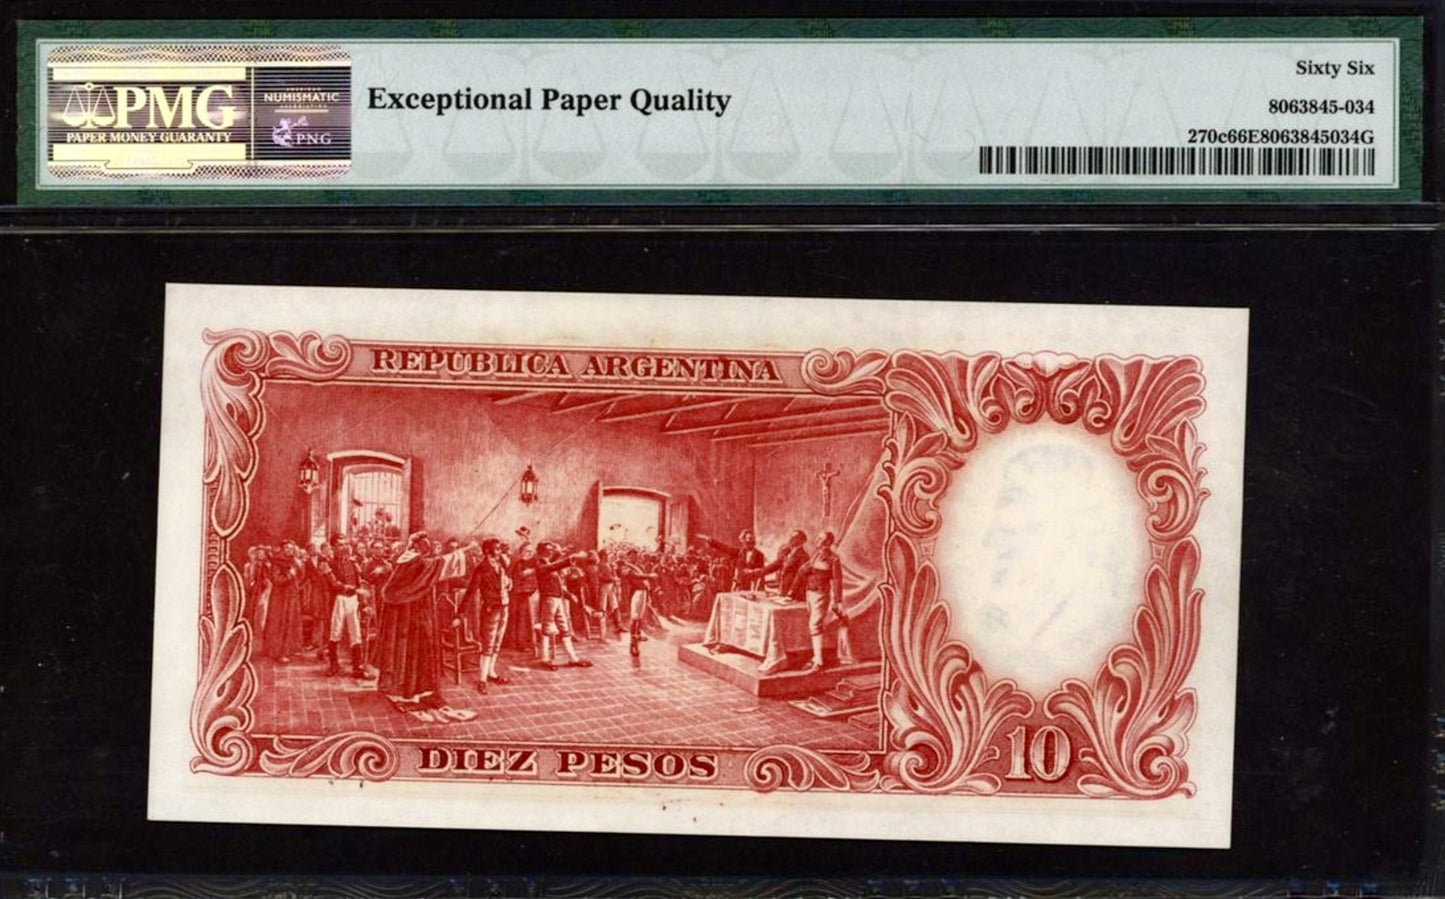 PMG
PAPER MONEY GUARANTY
NUMISMATIC
PNG
Exceptional Paper Quality
Sixty Six
8063845-034
270c66E8063845034G
REPUBLICA ARGENTINA
DIEZ PESOS
10